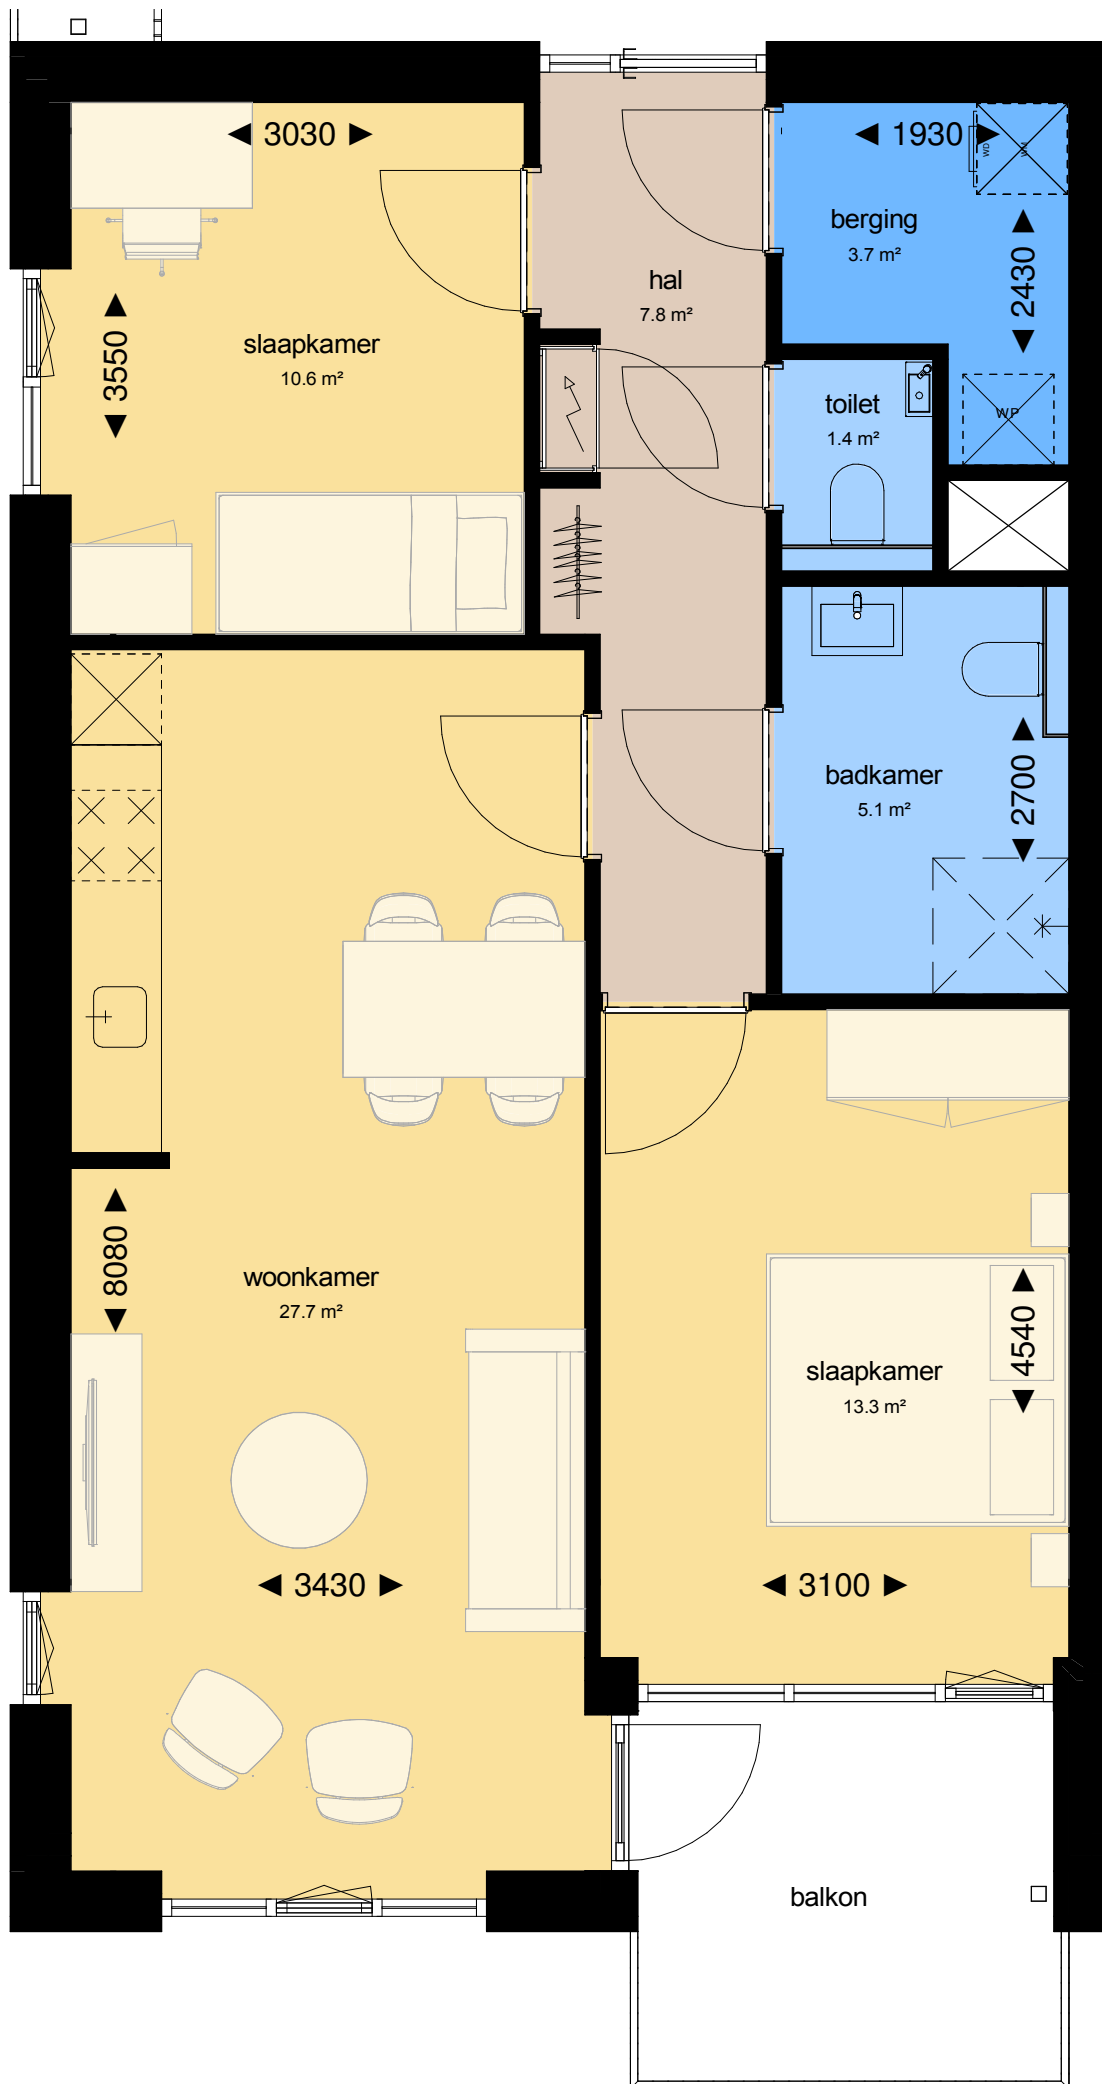 3030
1930
WD
WM
berging
3.7 m²
2430
hal
7.8 m²
slaapkamer
10.6 m²
3550
toilet
1.4 m²
WP
badkamer
5.1 m²
2700
8080
woonkamer
27.7 m²
slaapkamer
13.3 m²
4540
3430
3100
balkon